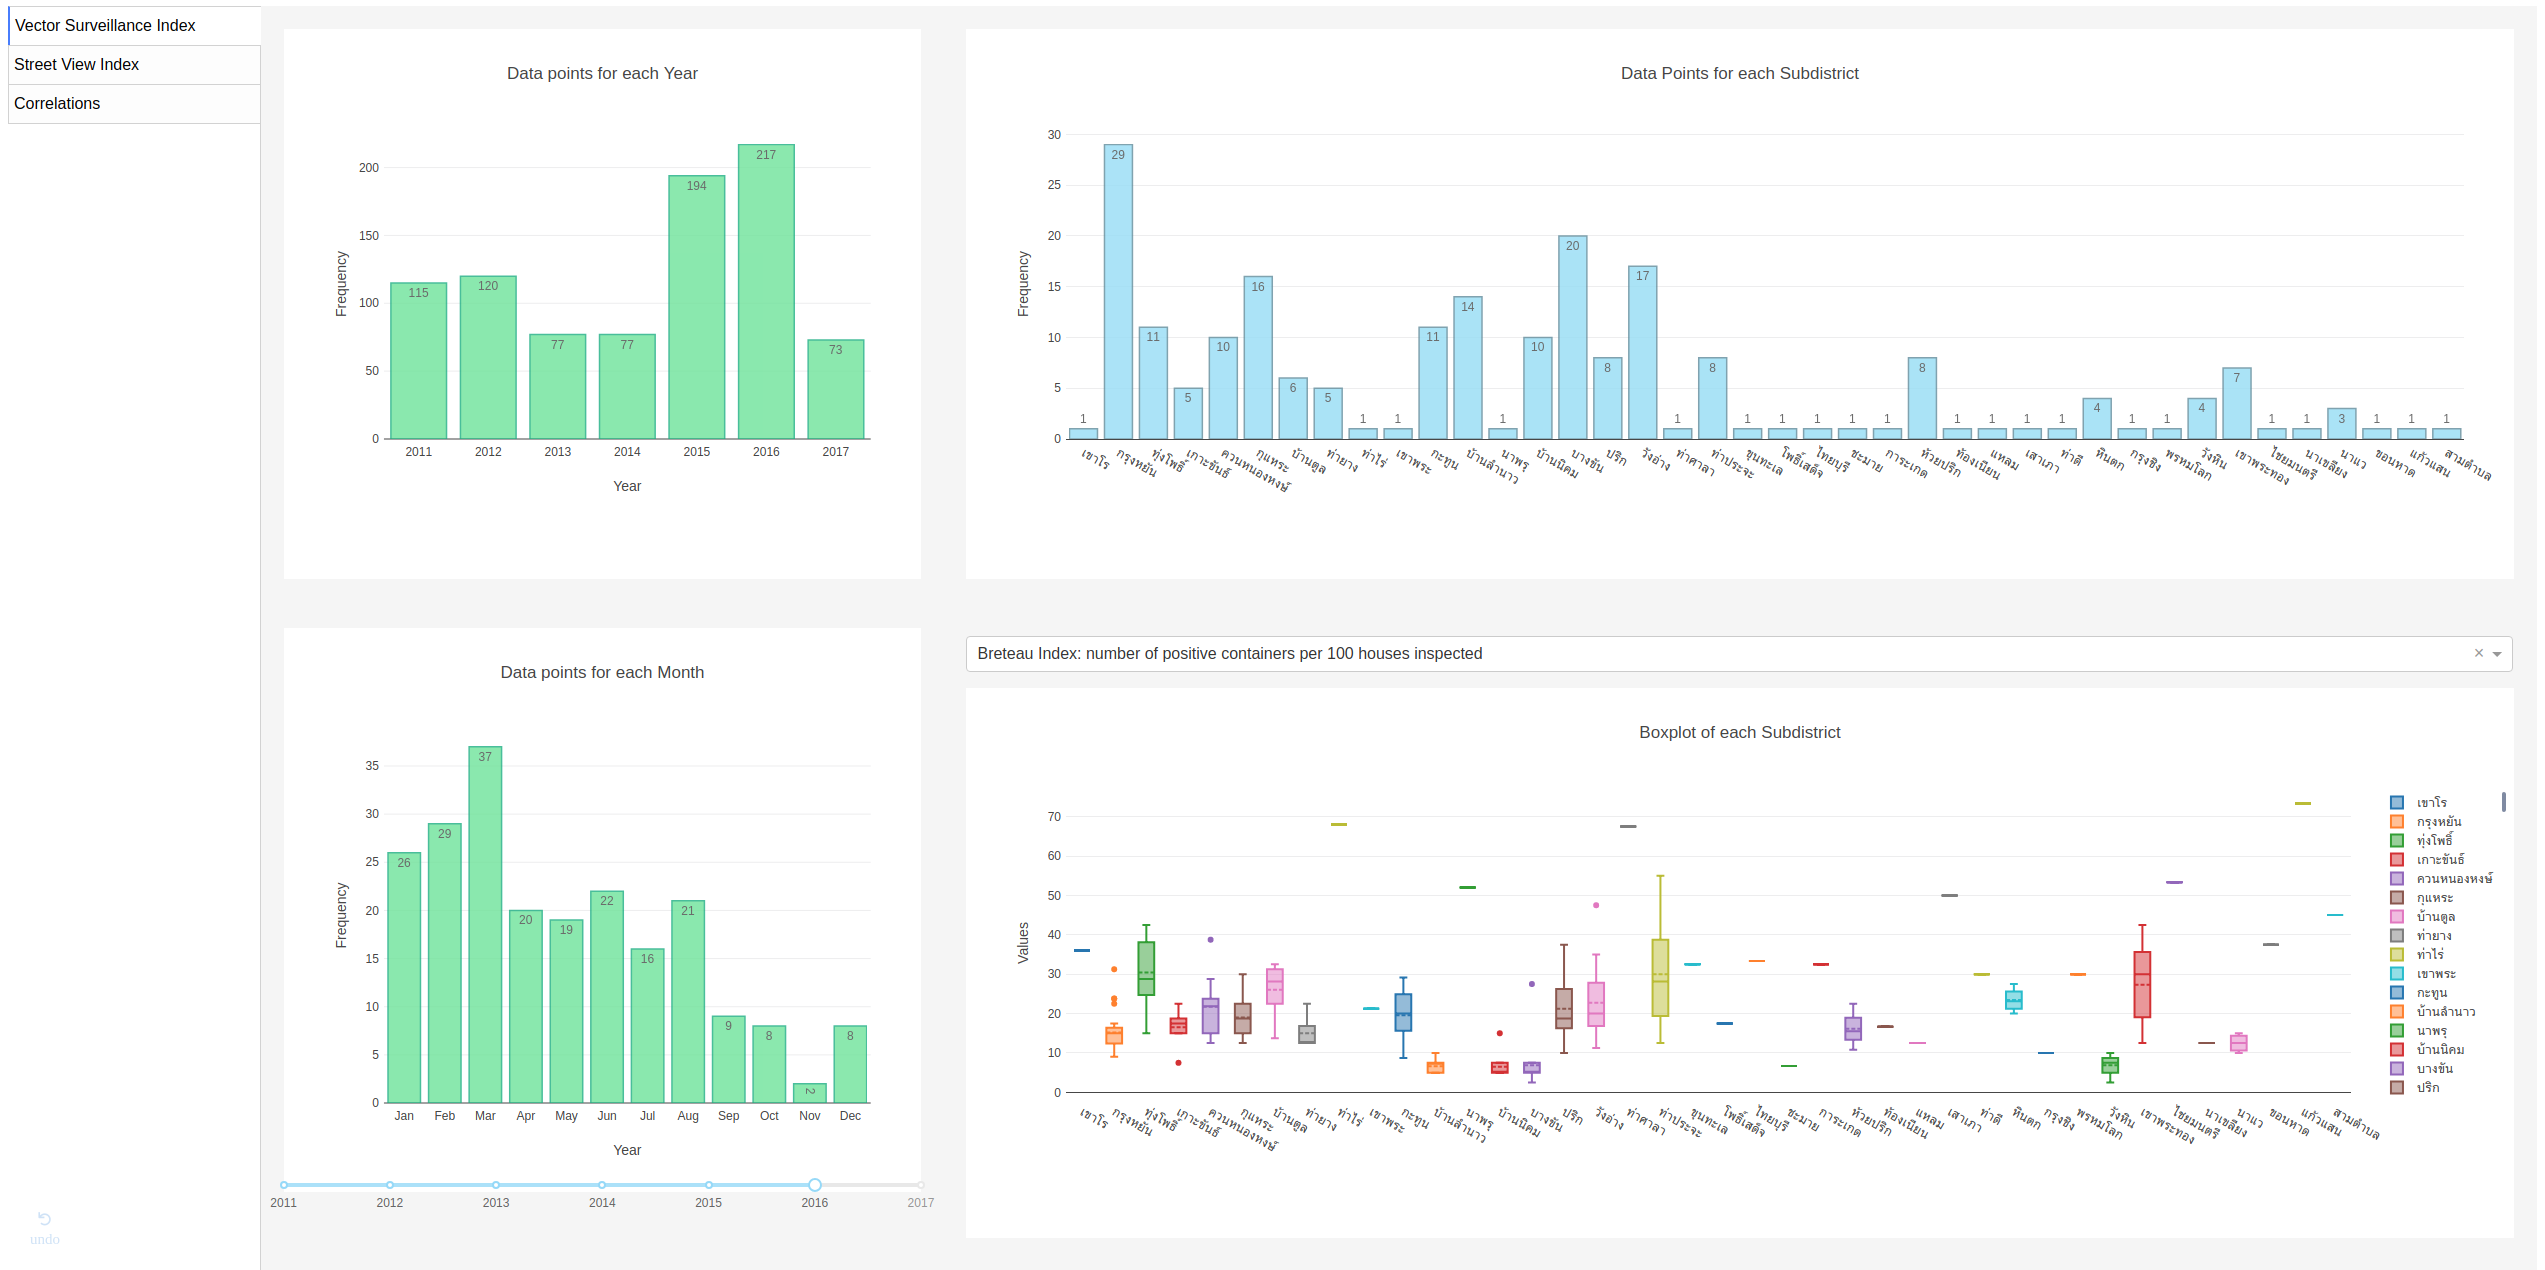 Vector Surveillance Index
Street View Index
Correlations
Data points for each Year
Frequency
200
150
100
50
0
115
120
77
77
194
217
73
2011 2012 2013 2014 2015 2016 2017
Year
Data Points for each Subdistrict
Frequency
30
25
20
15
10
5
0
1 29 11 5 10 16 6 5 1 1 11 14 1 10 20 8 17 1 8 1 1 1 1 1 8 1 1 1 1 4 1 1 4 7 1 1 3 1 1 1
เขาโร
กรุงหยัน
ทุ่งโพธิ์
เกาะขันธ์
ควนหนองหงษ์
กุแหระ
บ้านตูล
ท่ายาง
ท่าไร่
เขาพระ
กะทูน
บ้านลำนาว
นาพรุ
บ้านนิคม
บางขัน
ปริก
วังอ่าง
ท่าศาลา
ท่าประจะ
ขุนทะเล
โพธิ์เสด็จ
ไทยบุรี
ชะมาย
การะเกด
ห้วยปริก
ท้องเนียน
แหลม
เสาเภา
ท่าดี
หินตก
กรุงชิง
พรหมโลก
วังหิน
เขาพระทอง
ไชยมนตรี
นาเขลียง
นาแว
ขอนหาด
แก้วแสน
สามตำบล
Data points for each Month
Frequency
35
30
25
20
15
10
5
0
26 29 37 20 19 22 16 21 9 8 2 8
Jan Feb Mar Apr May Jun Jul Aug Sep Oct Nov Dec
Year
2011 2012 2013 2014 2015 2016 2017
undo
Breteau Index: number of positive containers per 100 houses inspected
×
Boxplot of each Subdistrict
Values
70
60
50
40
30
20
10
0
เขาโร
กรุงหยัน
ทุ่งโพธิ์
เกาะขันธ์
ควนหนองหงษ์
กุแหระ
บ้านตูล
ท่ายาง
ท่าไร่
เขาพระ
กะทูน
บ้านลำนาว
นาพรุ
บ้านนิคม
บางขัน
ปริก
วังอ่าง
ท่าศาลา
ท่าประจะ
ขุนทะเล
โพธิ์เสด็จ
ไทยบุรี
ชะมาย
การะเกด
ห้วยปริก
ท้องเนียน
แหลม
เสาเภา
ท่าดี
หินตก
กรุงชิง
พรหมโลก
วังหิน
เขาพระทอง
ไชยมนตรี
นาเขลียง
นาแว
ขอนหาด
แก้วแสน
สามตำบล
เขาโร
กรุงหยัน
ทุ่งโพธิ์
เกาะขันธ์
ควนหนองหงษ์
กุแหระ
บ้านตูล
ท่ายาง
ท่าไร่
เขาพระ
กะทูน
บ้านลำนาว
นาพรุ
บ้านนิคม
บางขัน
ปริก